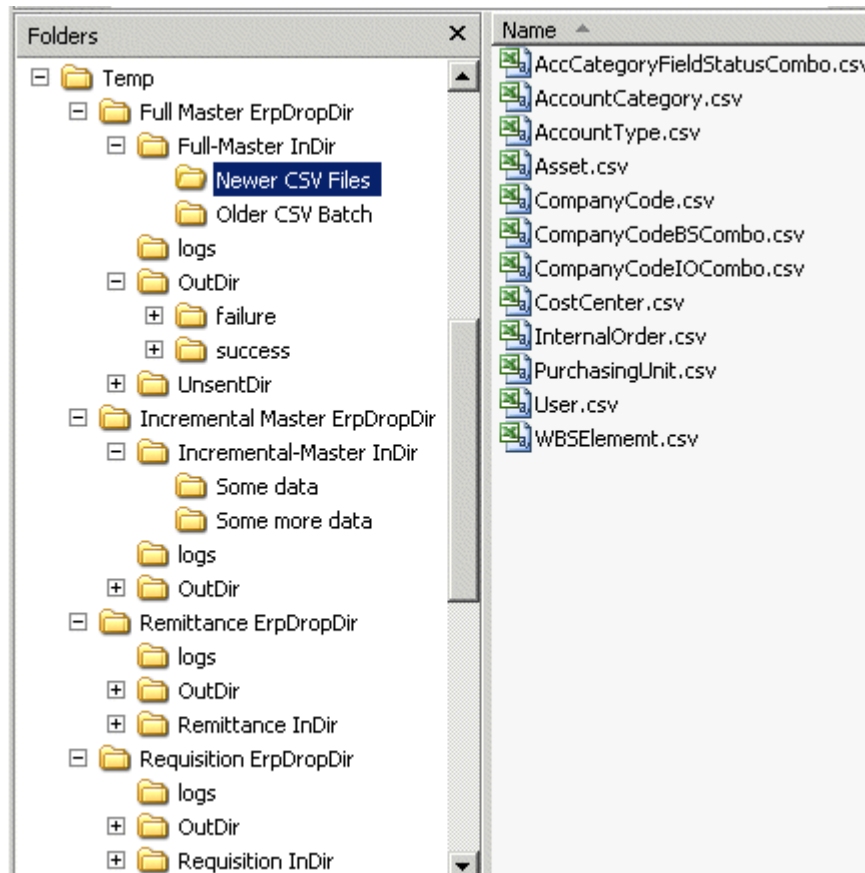 Folders
Temp
Full Master ErpDropDir
Full-Master InDir
Newer CSV Files
Older CSV Batch
logs
OutDir
failure
success
UnsentDir
Incremental Master ErpDropDir
Incremental-Master InDir
Some data
Some more data
logs
OutDir
Remittance ErpDropDir
logs
OutDir
Remittance InDir
Requisition ErpDropDir
logs
OutDir
Requisition InDir
Name
AccCategoryFieldStatusCombo.csv
AccountCategory.csv
AccountType.csv
Asset.csv
CompanyCode.csv
CompanyCodeBSCombo.csv
CompanyCodeIOCombo.csv
CostCenter.csv
InternalOrder.csv
PurchasingUnit.csv
User.csv
WBSElememt.csv